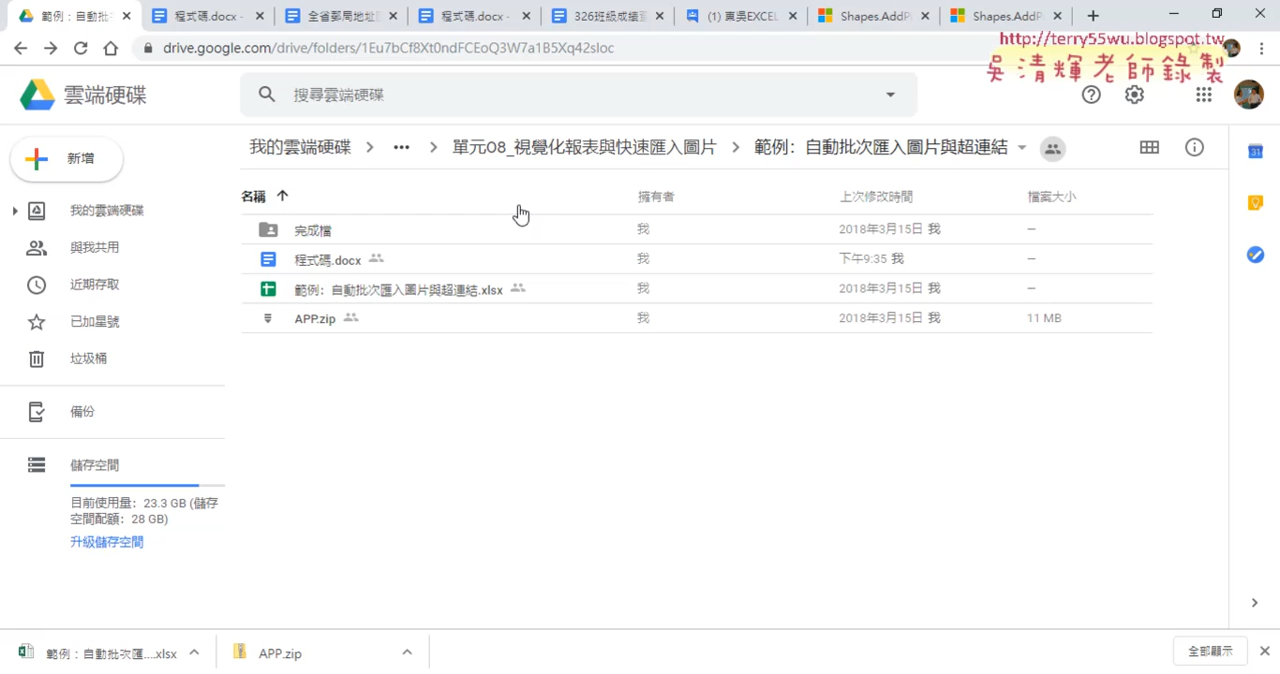 範例：自動批
程式碼.docx -
全省郵局地址
程式碼.docx -
326班級成績
(1) 東吳EXCEL
Shapes.AddP
Shapes.AddP
drive.google.com/drive/folders/1Eu7bCf8Xt0ndFCEoQ3W7a1B5Xq42sloc
http://terry55wu.blogspot.tw
吳清輝老師錄製
雲端硬碟
搜尋雲端硬碟
新增
我的雲端硬碟 > ... > 單元08_視覺化報表與快速匯入圖片 > 範例：自動批次匯入圖片與超連結
名稱 ↑ 擁有者 上次修改時間 檔案大小
完成檔 我 2018年3月15日 我 —
程式碼.docx 我 下午9:35 我 —
範例：自動批次匯入圖片與超連結.xlsx 我 2018年3月15日 我 —
APP.zip 我 2018年3月15日 我 11 MB
我的雲端硬碟
與我共用
近期存取
已加星號
垃圾桶
備份
儲存空間
目前使用量：23.3 GB (儲存
空間配額：28 GB)
升級儲存空間
31
範例：自動批次匯....xlsx
APP.zip
全部顯示